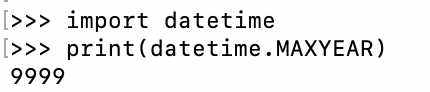 [>>> import datetime
[>>> print(datetime.MAXYEAR)
9999